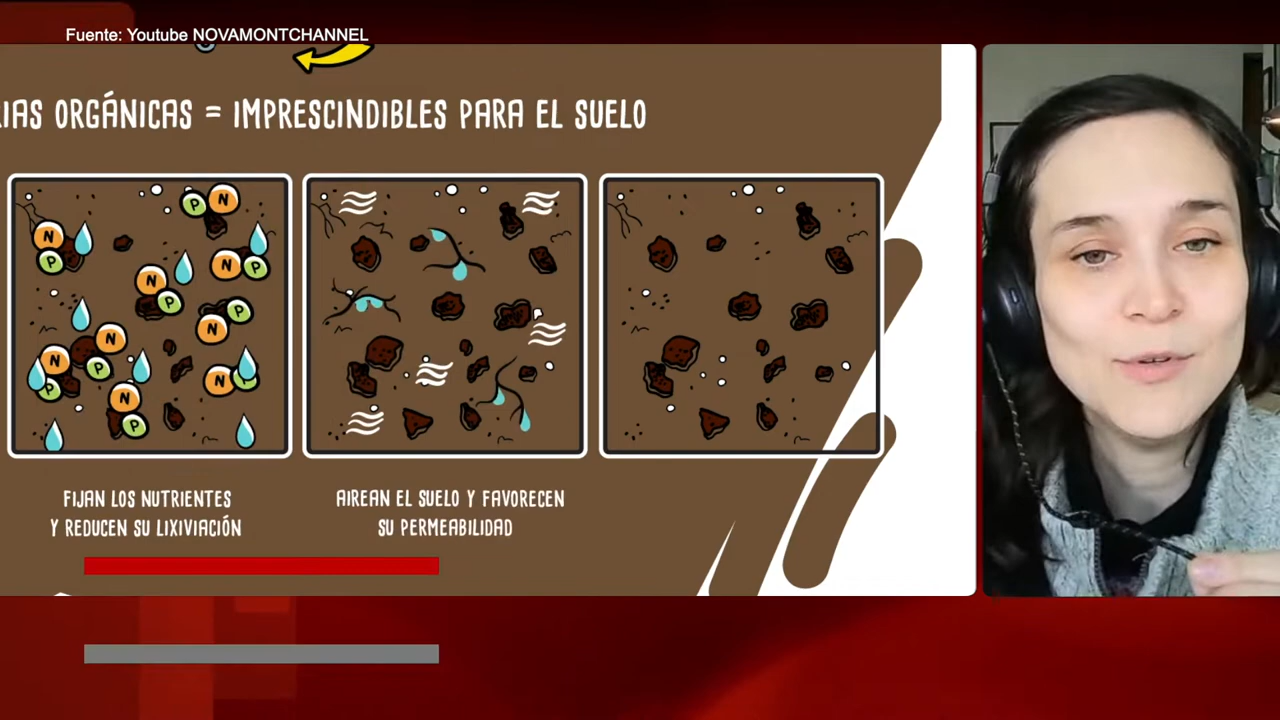 Fuente: Youtube NOVAMONTCHANNEL
IAS ORGÁNICAS = IMPRESCINDIBLES PARA EL SUELO
P N
N
P
N P
N
P
P
N
N
N
P
P
N P
N
P
FIJAN LOS NUTRIENTES
Y REDUCEN SU LIXIVIACIÓN
AIREAN EL SUELO Y FAVORECEN
SU PERMEABILIDAD